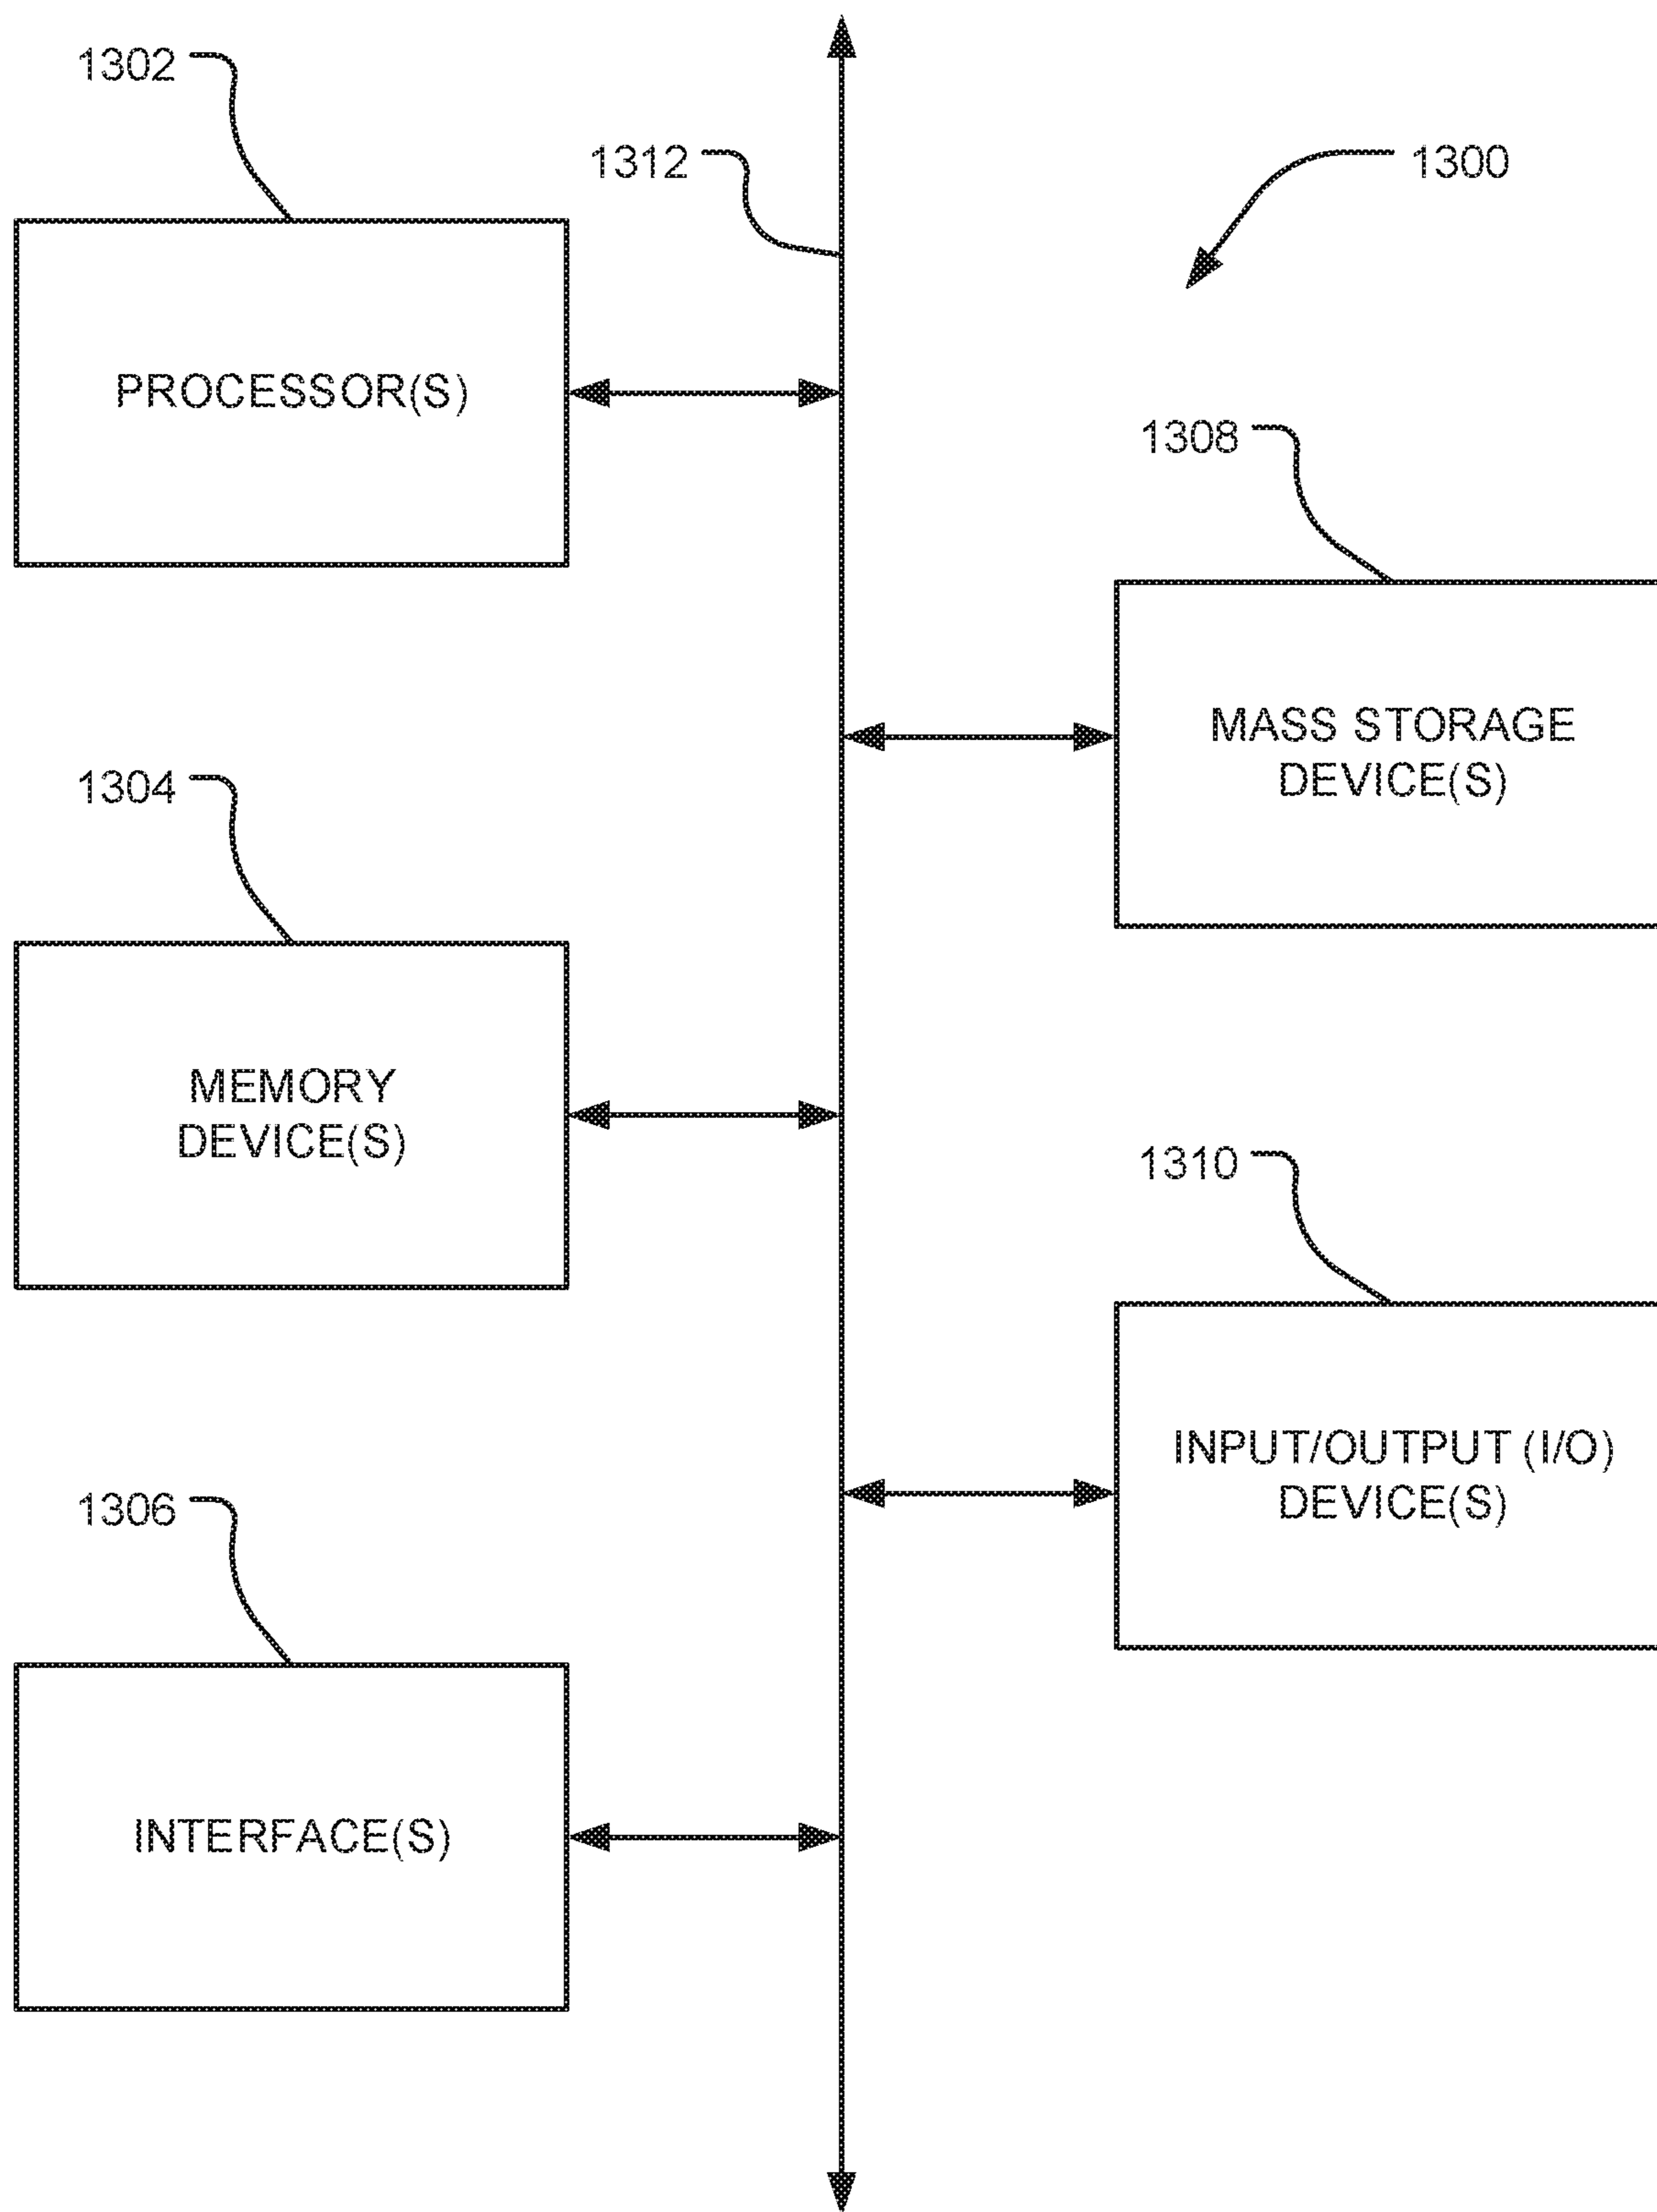 1302
1312
1300
PROCESSOR(S)
1308
MASS STORAGE
DEVICE(S)
1304
MEMORY
DEVICE(S)
1310
INPUT/OUTPUT (I/O)
DEVICE(S)
1306
INTERFACE(S)